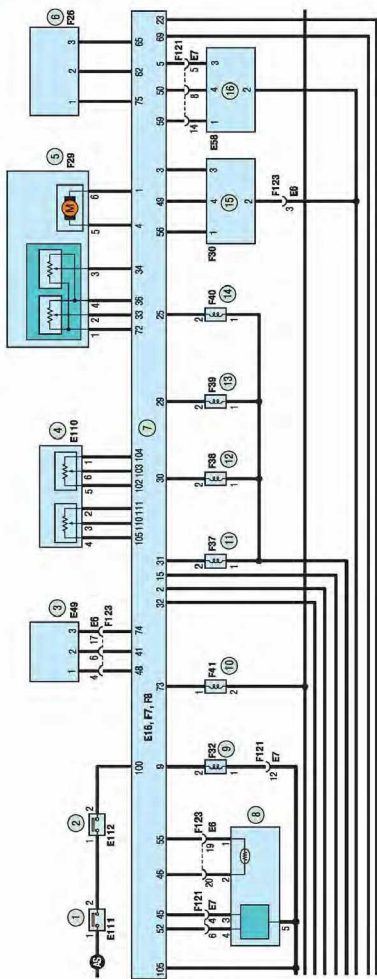 3 4 5 6
E49 E110 F29 F26
M
1 2 AS 1 2 1 2
E111 E112
1 2 3 4 3 2 5 6 1 1 2 4 3 5 6 1 2 3
4 6 17 E6
F123
100 48 41 74 105 110 111 102 103 104 72 33 36 34 4 1 75 62 65
E16, F7, F8 7
105 52 45 46 55 9 73 32 2 15 31 30 29 25 56 49 3 59 50 5 69 23
F121
6 4 E7
F123
20 19 E6
F121
14 8 5 E7
2 F32 1 9
1 F41 2 10
2 F37 1 11
2 F38 1 12
2 F39 1 13
2 F40 1 14
4 3 2 1
5
8
F121
12 E7
F30
1 4 3
15
2
F123
3 E6
E58
1 4 3
16
2